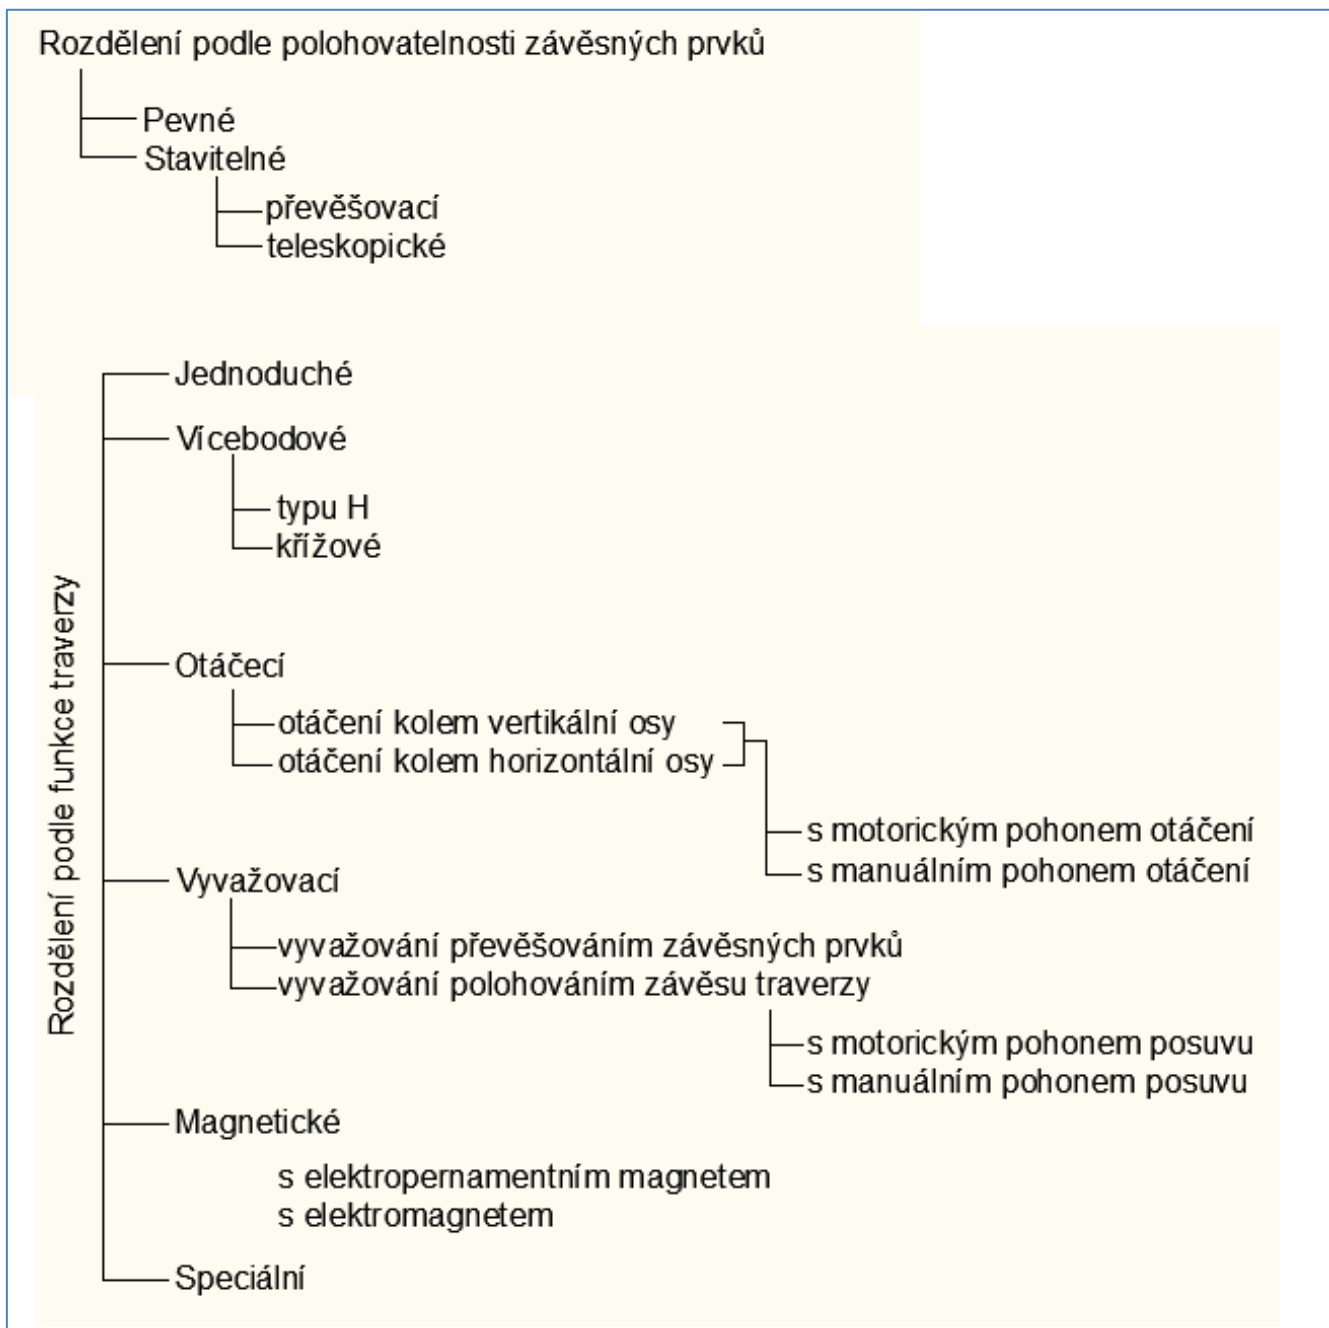 Rozdělení podle polohovatelnosti závěsných prvků
Pevné
Stavitelné
převěšovací
teleskopické
Rozdělení podle funkce traverzy
Jednoduché
Vícebodové
typu H
křížové
Otáčecí
otáčení kolem vertikální osy
otáčení kolem horizontální osy
s motorickým pohonem otáčení
s manuálním pohonem otáčení
Vyvažovací
vyvažování převěšováním závěsných prvků
vyvažování polohováním závěsu traverzy
s motorickým pohonem posuvu
s manuálním pohonem posuvu
Magnetické
s elektropernamentním magnetem
s elektromagnetem
Speciální